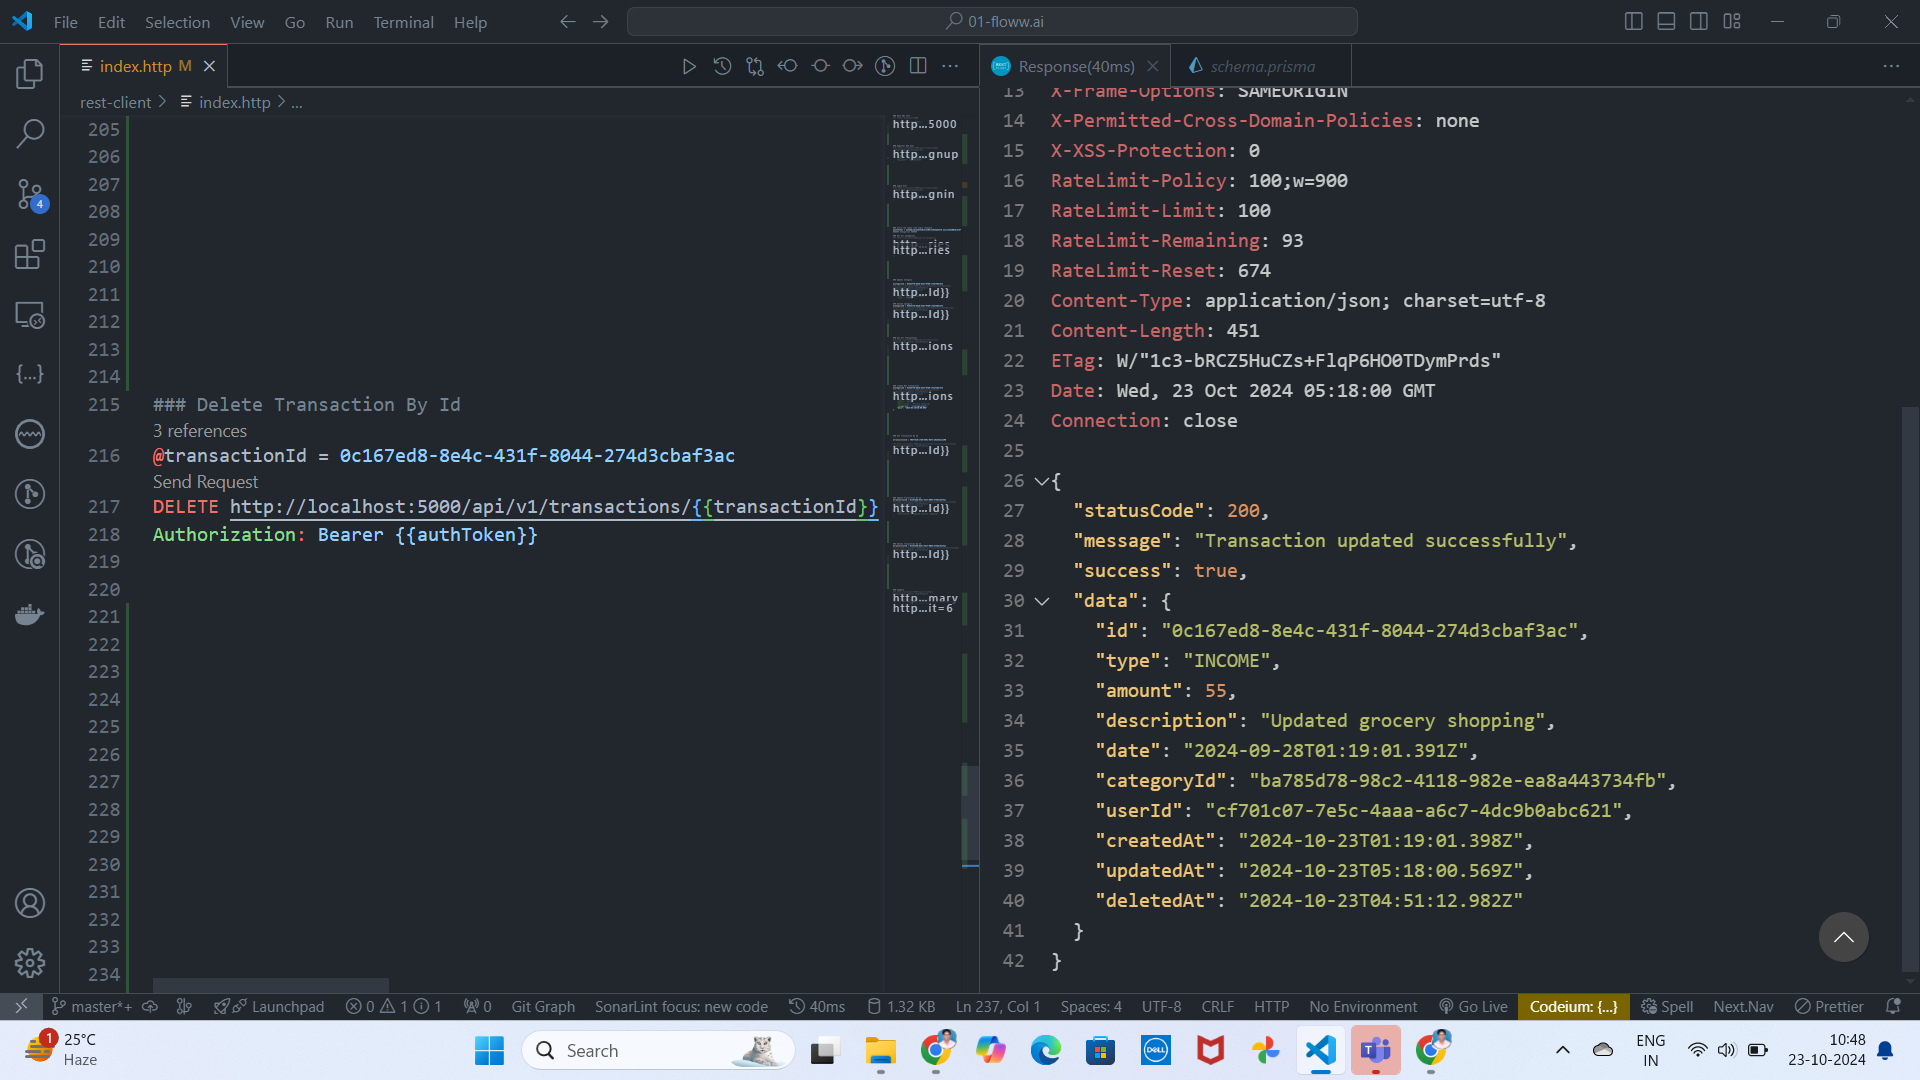 File Edit Selection View Go Run Terminal Help
01-floww.ai
index.http M
Response(40ms)
schema.prisma
rest-client > index.http > ...
205
206
207
208
209
210
211
212
213
214
215 ### Delete Transaction By Id
3 references
216 @transactionId = 0c167ed8-8e4c-431f-8044-274d3cbaf3ac
Send Request
217 DELETE http://localhost:5000/api/v1/transactions/{{transactionId}}
218 Authorization: Bearer {{authToken}}
219
220
221
222
223
224
225
226
227
228
229
230
231
232
233
234
http...5000
http...gnup
http...gnin
http...ries
http...Id}}
http...Id}}
http...ions
http...ions
http...Id}}
http...Id}}
http...Id}}
http...mary
http...it=6
13 X-Frame-Options: SAMEORIGIN
14 X-Permitted-Cross-Domain-Policies: none
15 X-XSS-Protection: 0
16 RateLimit-Policy: 100;w=900
17 RateLimit-Limit: 100
18 RateLimit-Remaining: 93
19 RateLimit-Reset: 674
20 Content-Type: application/json; charset=utf-8
21 Content-Length: 451
22 ETag: W/"1c3-bRCZ5HuCZs+FlqP6HO0TDymPrds"
23 Date: Wed, 23 Oct 2024 05:18:00 GMT
24 Connection: close
25
26 {
27 "statusCode": 200,
28 "message": "Transaction updated successfully",
29 "success": true,
30 "data": {
31 "id": "0c167ed8-8e4c-431f-8044-274d3cbaf3ac",
32 "type": "INCOME",
33 "amount": 55,
34 "description": "Updated grocery shopping",
35 "date": "2024-09-28T01:19:01.391Z",
36 "categoryId": "ba785d78-98c2-4118-982e-ea8a443734fb",
37 "userId": "cf701c07-7e5c-4aaa-a6c7-4dc9b0abc621",
38 "createdAt": "2024-10-23T01:19:01.398Z",
39 "updatedAt": "2024-10-23T05:18:00.569Z",
40 "deletedAt": "2024-10-23T04:51:12.982Z"
41 }
42 }
4
master*+ Launchpad 0 1 1 0 Git Graph SonarLint focus: new code 40ms 1.32 KB Ln 237, Col 1 Spaces: 4 UTF-8 CRLF HTTP No Environment Go Live Codeium: {...} Spell Next.Nav Prettier
1
25°C
Haze
Search
DELL
ENG
IN
10:48
23-10-2024